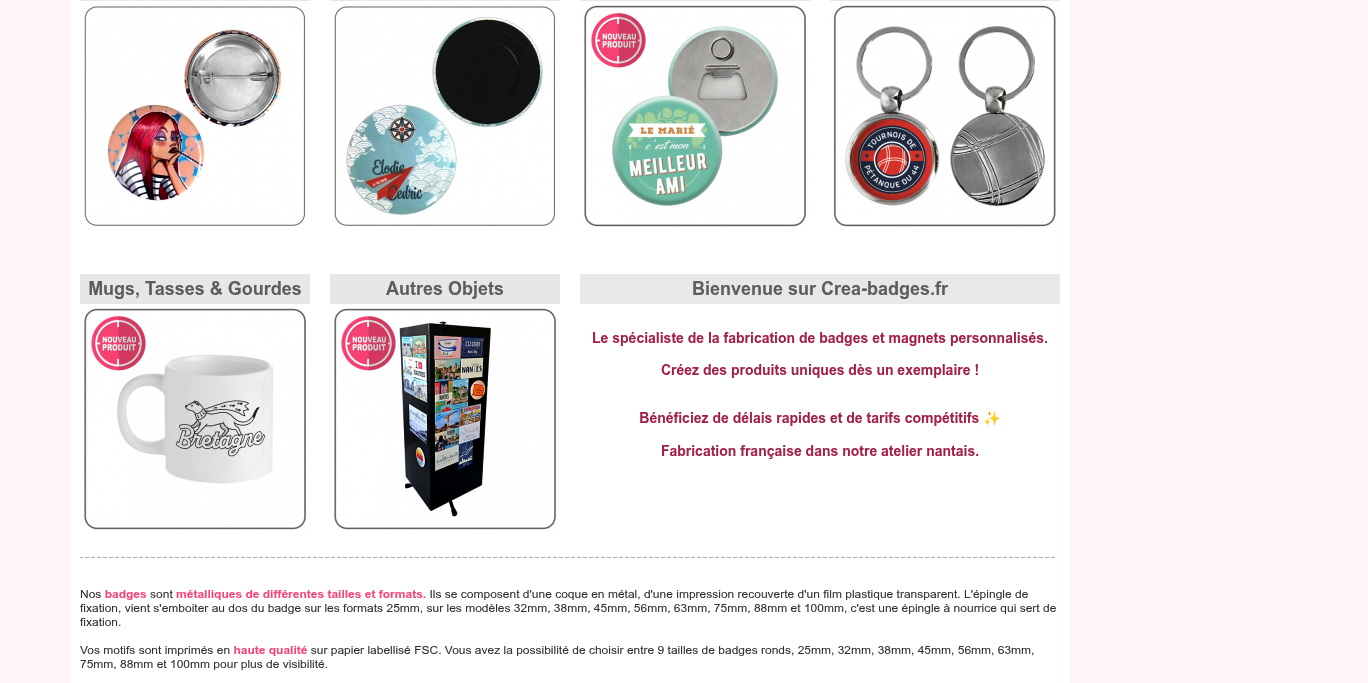 NOUVEAU
PRODUIT
LE MARIÉ
c'est mon
MEILLEUR
AMI
TOURNOIS DE
PÉTANQUE DU 44
Elodie
Cedric
Mugs, Tasses & Gourdes
Autres Objets
Bienvenue sur Crea-badges.fr
NOUVEAU
PRODUIT
Bretagne
NOUVEAU
PRODUIT
NANTES
Le spécialiste de la fabrication de badges et magnets personnalisés.
Créez des produits uniques dès un exemplaire !
Bénéficiez de délais rapides et de tarifs compétitifs ✨
Fabrication française dans notre atelier nantais.
Nos badges sont métalliques de différentes tailles et formats. Ils se composent d'une coque en métal, d'une impression recouverte d'un film plastique transparent. L'épingle de
fixation, vient s'emboiter au dos du badge sur les formats 25mm, sur les modèles 32mm, 38mm, 45mm, 56mm, 63mm, 75mm, 88mm et 100mm, c'est une épingle à nourrice qui sert de
fixation.
Vos motifs sont imprimés en haute qualité sur papier labellisé FSC. Vous avez la possibilité de choisir entre 9 tailles de badges ronds, 25mm, 32mm, 38mm, 45mm, 56mm, 63mm,
75mm, 88mm et 100mm pour plus de visibilité.